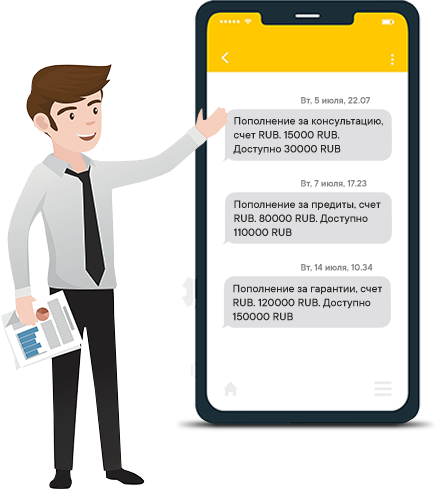 Вт, 5 июля, 22.07
Пополнение за консультацию,
счет RUB. 15000 RUB.
Доступно 30000 RUB
Вт, 7 июля, 17.23
Пополнение за предиты, счет
RUB. 80000 RUB. Доступно
110000 RUB
Вт, 14 июля, 10.34
Пополнение за гарантии, счет
RUB. 120000 RUB. Доступно
150000 RUB